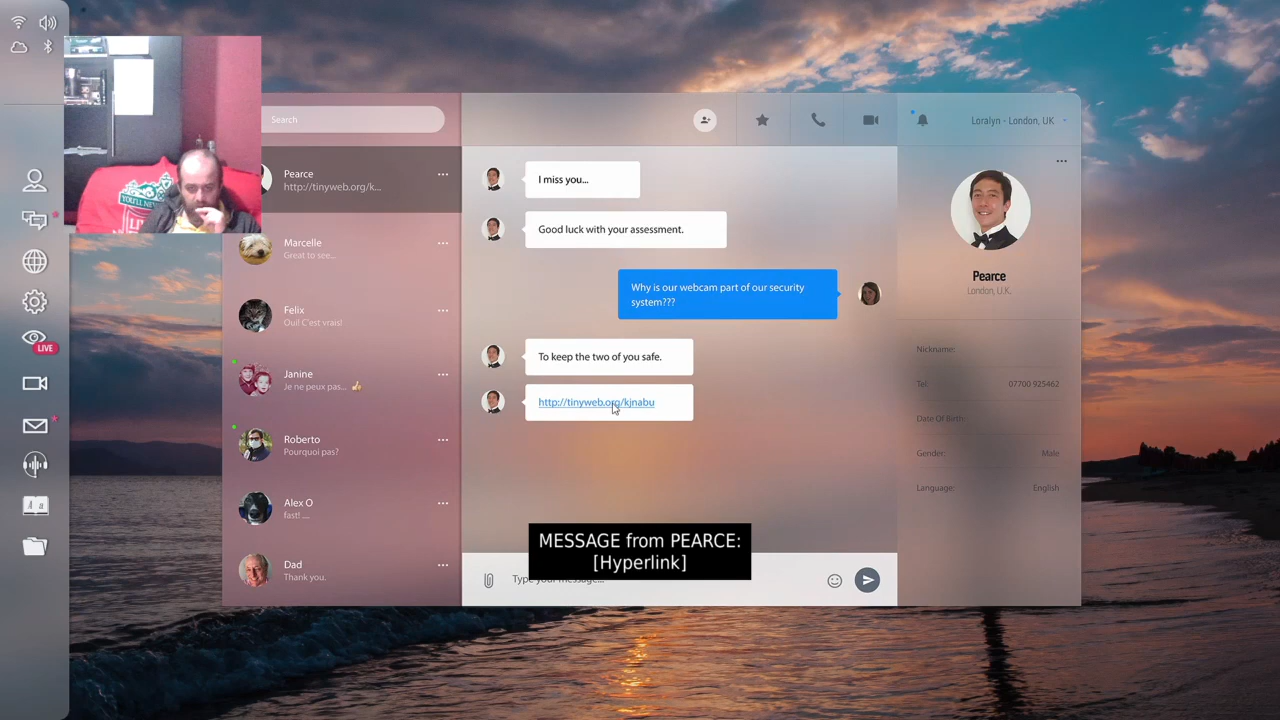 Search
Loralyn - London, UK
Pearce
http://tinyweb.org/k...
Marcelle
Great to see...
Felix
Oui! C'est vrais!
Janine
Je ne peux pas... 👍
Roberto
Pourquoi pas?
Alex O
fast! ....
Dad
Thank you.
I miss you...
Good luck with your assessment.
Why is our webcam part of our security
system???
To keep the two of you safe.
http://tinyweb.org/kjnabu
MESSAGE from PEARCE:
[Hyperlink]
Type your message...
Pearce
London, U.K.
Nickname:
Tel: 07700 925462
Date Of Birth:
Gender: Male
Language: English
LIVE
YOU'LL NEV